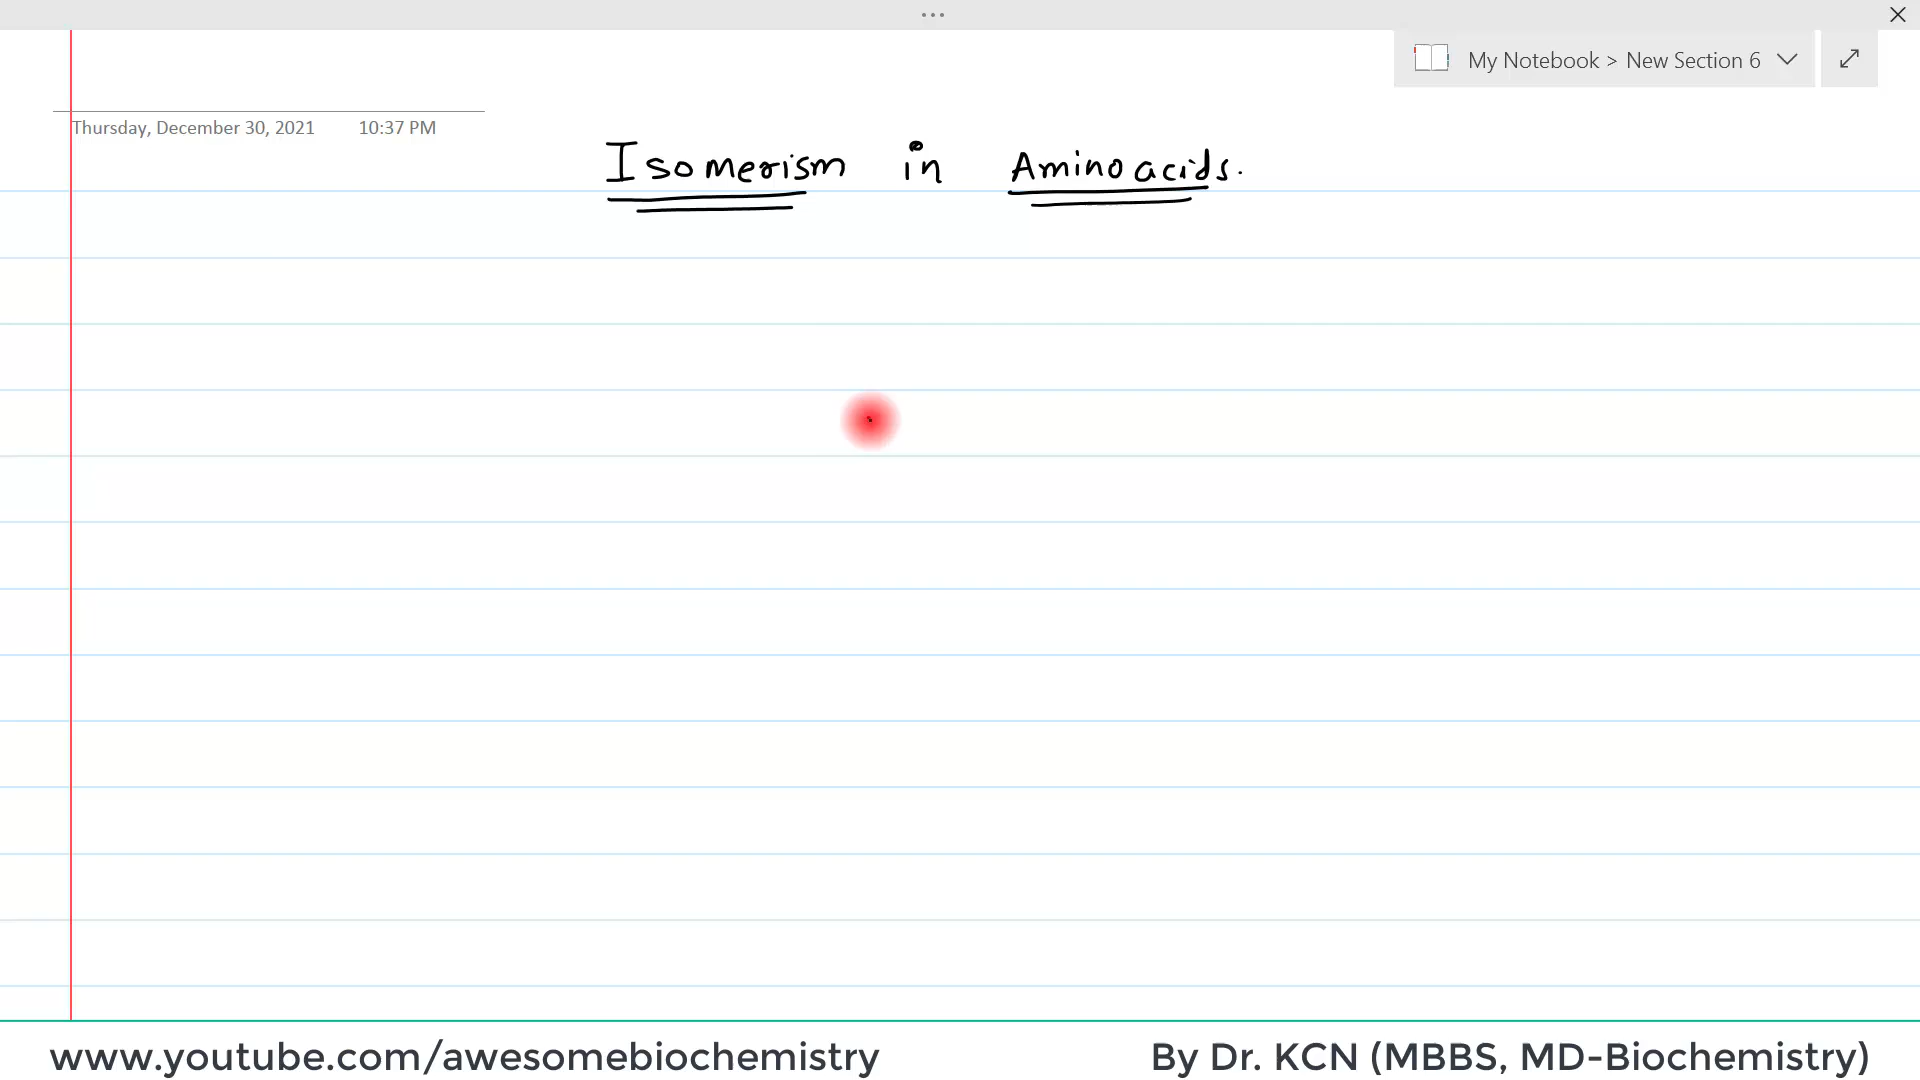 My Notebook > New Section 6
Thursday, December 30, 2021 10:37 PM
Isomerism in Amino acids.
www.youtube.com/awesomebiochemistry
By Dr. KCN (MBBS, MD-Biochemistry)